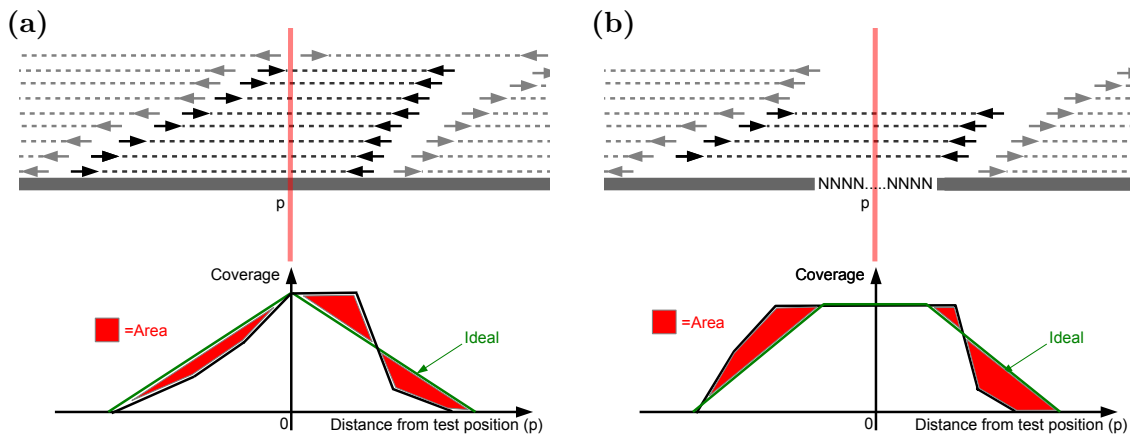 (a)
p
Coverage
=Area
Ideal
0
Distance from test position (p)
(b)
NNNN.....NNNN
p
Coverage
=Area
Ideal
0
Distance from test position (p)